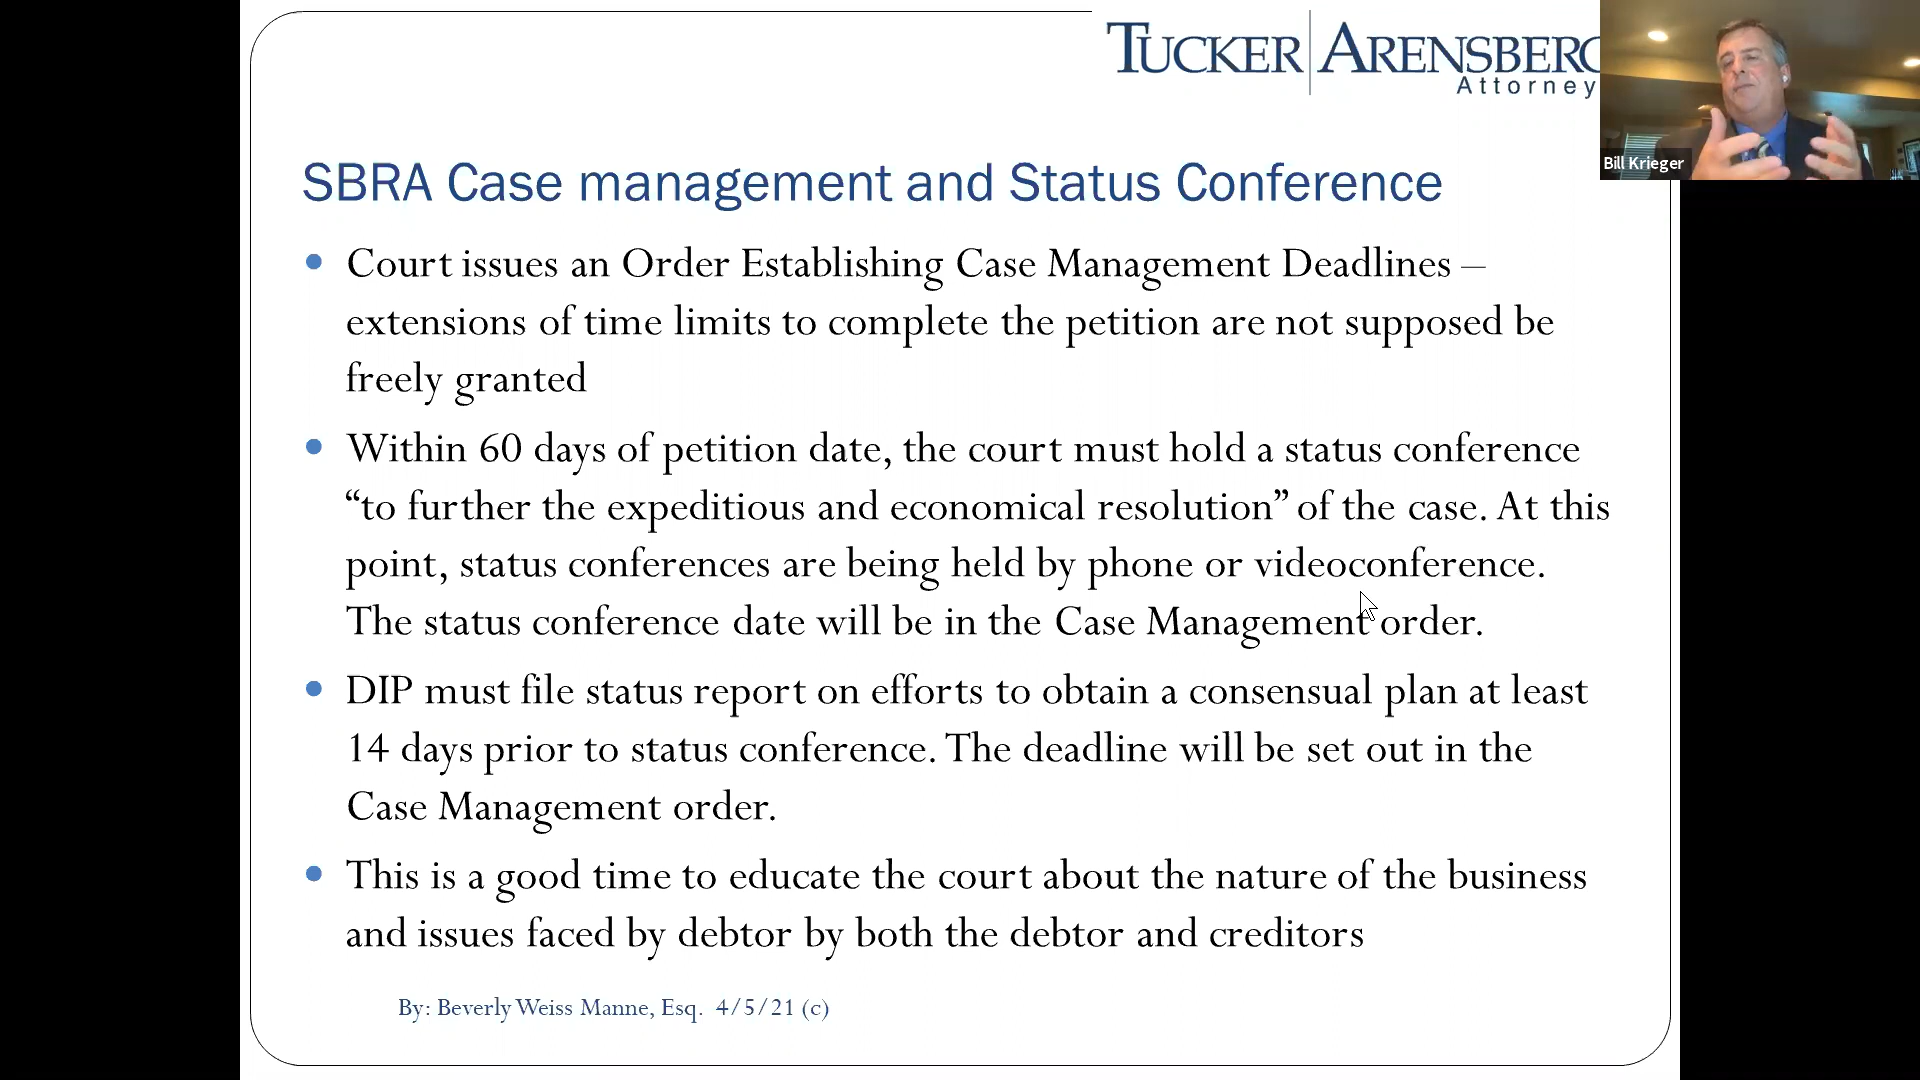 TUCKER ARENSBERG
Attorney
Bill Krieger
SBRA Case management and Status Conference
• Court issues an Order Establishing Case Management Deadlines –
extensions of time limits to complete the petition are not supposed be
freely granted
• Within 60 days of petition date, the court must hold a status conference
“to further the expeditious and economical resolution” of the case. At this
point, status conferences are being held by phone or videoconference.
The status conference date will be in the Case Management order.
• DIP must file status report on efforts to obtain a consensual plan at least
14 days prior to status conference. The deadline will be set out in the
Case Management order.
• This is a good time to educate the court about the nature of the business
and issues faced by debtor by both the debtor and creditors
By: Beverly Weiss Manne, Esq. 4/5/21 (c)